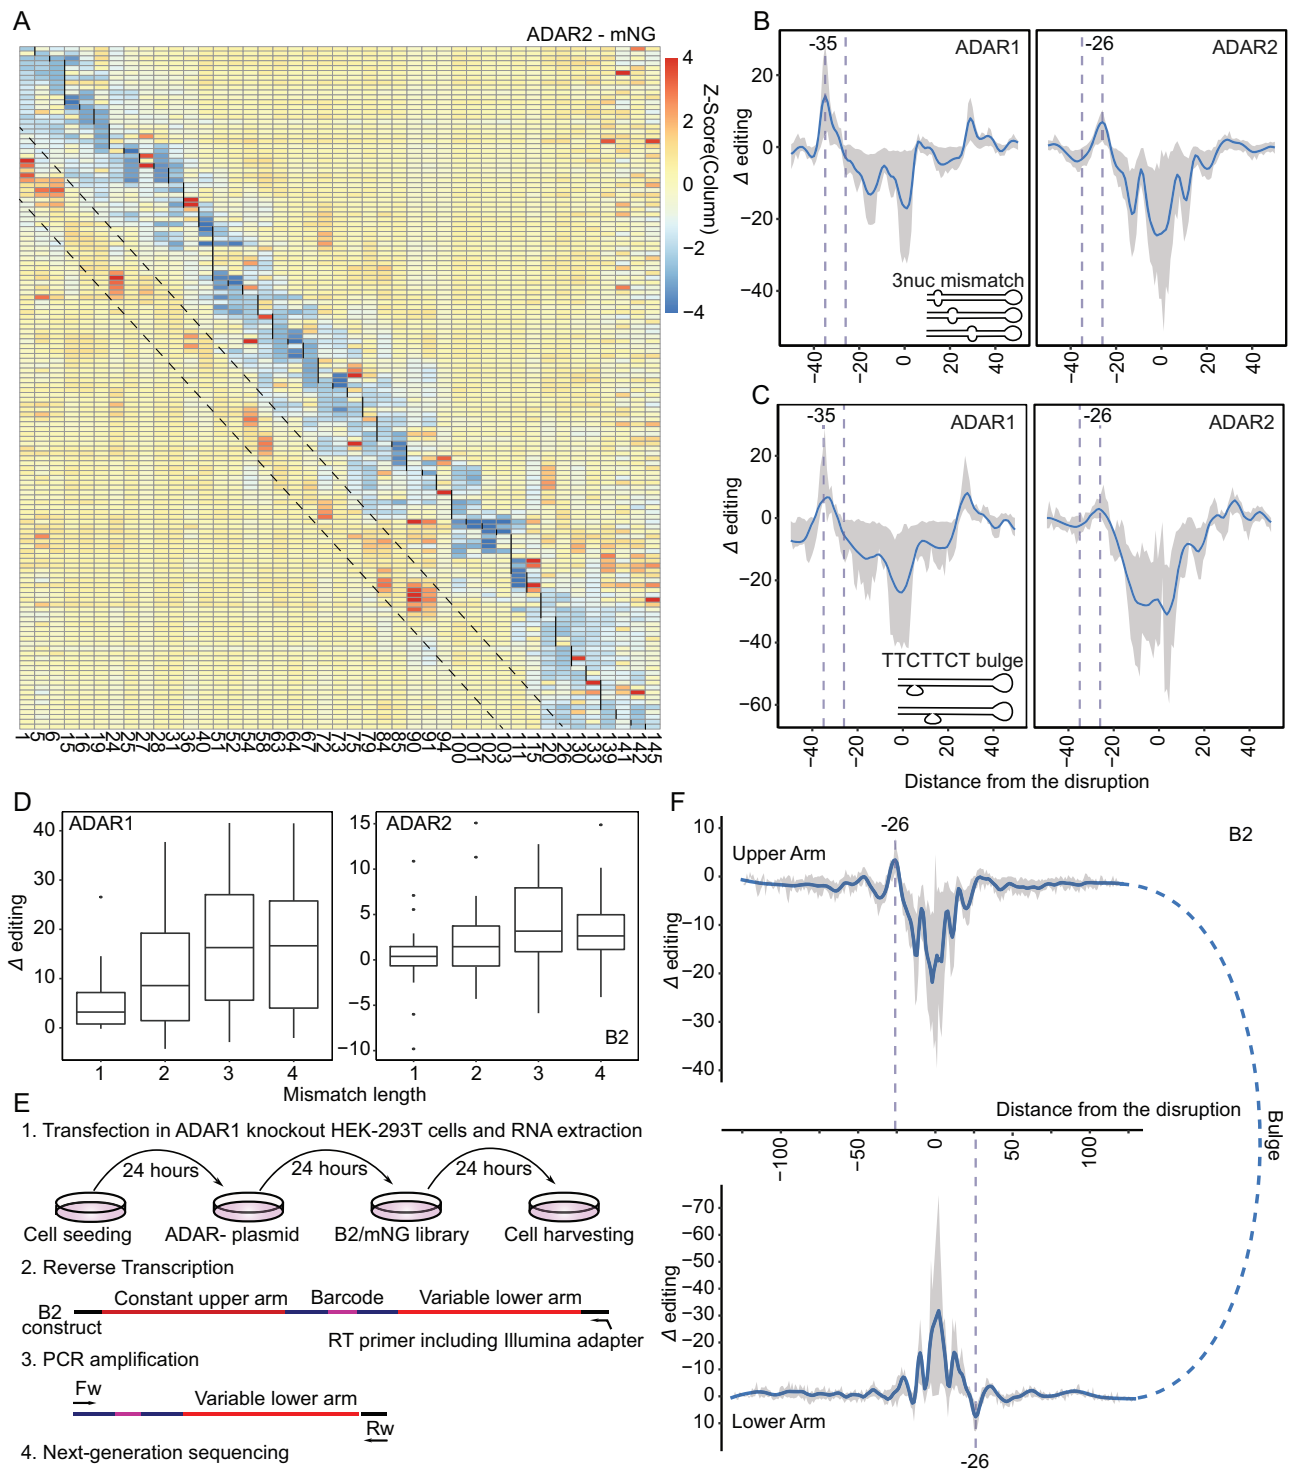 A
ADAR2 - mNG
4
2
0
−2
−4
Z-Score(Column)
1 5 6 15 16 19 24 25 27 28 31 36 40 51 52 54 58 63 64 67 72 73 75 79 84 85 90 91 94 100 101 102 103 111 115 120 126 130 133 139 141 142 145
B
-35
ADAR1
-26
ADAR2
20
0
−20
−40
Δ editing
3nuc mismatch
−40 −20 0 20 40
−40 −20 0 20 40
C
-35
ADAR1
-26
ADAR2
20
0
−20
−40
−60
Δ editing
TTCTTCT bulge
−40 −20 0 20 40
−40 −20 0 20 40
Distance from the disruption
D
ADAR1
40
30
20
10
0
Δ editing
1 2 3 4
ADAR2
15
10
5
0
−5
−10
B2
1 2 3 4
Mismatch length
E
1. Transfection in ADAR1 knockout HEK-293T cells and RNA extraction
24 hours
24 hours
24 hours
Cell seeding
ADAR- plasmid
B2/mNG library
Cell harvesting
2. Reverse Transcription
B2
construct
Constant upper arm
Barcode
Variable lower arm
RT primer including Illumina adapter
3. PCR amplification
Fw
Variable lower arm
Rw
4. Next-generation sequencing
F
-26
B2
Upper Arm
10
0
−10
−20
−30
−40
Δ editing
Distance from the disruption
−100 −50 0 50 100
Bulge
−70
−60
−50
−40
−30
−20
−10
0
10
Δ editing
Lower Arm
-26